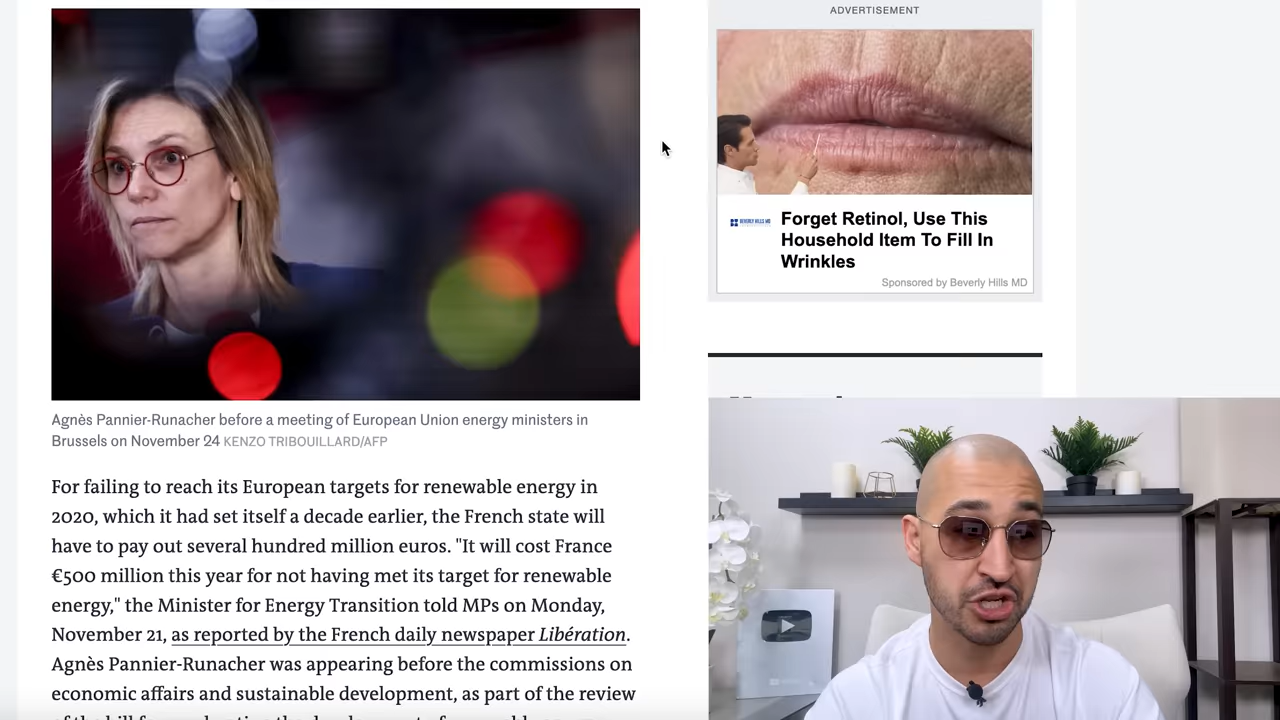 ADVERTISEMENT
Forget Retinol, Use This
Household Item To Fill In
Wrinkles
BEVERLY HILLS MD
Sponsored by Beverly Hills MD
Agnès Pannier-Runacher before a meeting of European Union energy ministers in
Brussels on November 24 KENZO TRIBOUILLARD/AFP
For failing to reach its European targets for renewable energy in
2020, which it had set itself a decade earlier, the French state will
have to pay out several hundred million euros. "It will cost France
€500 million this year for not having met its target for renewable
energy," the Minister for Energy Transition told MPs on Monday,
November 21, as reported by the French daily newspaper Libération.
Agnès Pannier-Runacher was appearing before the commissions on
economic affairs and sustainable development, as part of the review